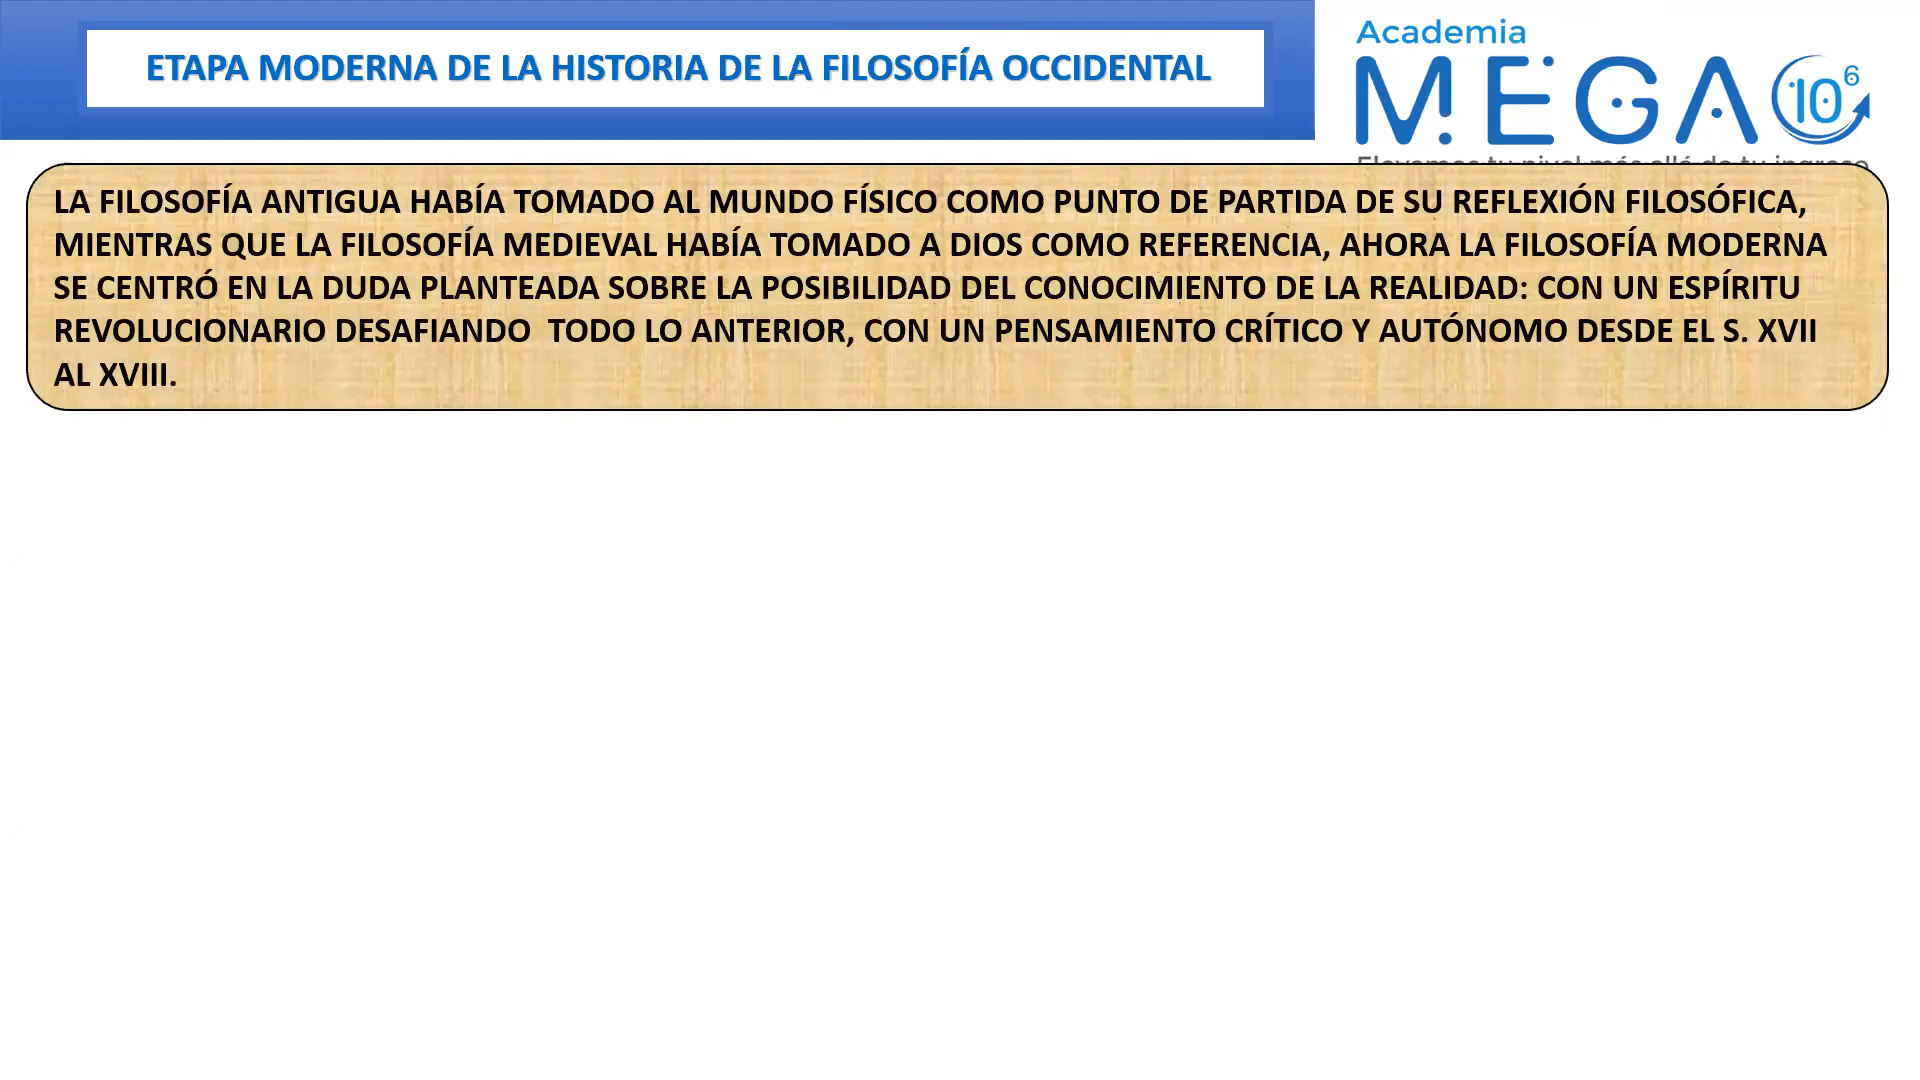 ETAPA MODERNA DE LA HISTORIA DE LA FILOSOFÍA OCCIDENTAL
Academia
MEGA 10⁶
LA FILOSOFÍA ANTIGUA HABÍA TOMADO AL MUNDO FÍSICO COMO PUNTO DE PARTIDA DE SU REFLEXIÓN FILOSÓFICA,
MIENTRAS QUE LA FILOSOFÍA MEDIEVAL HABÍA TOMADO A DIOS COMO REFERENCIA, AHORA LA FILOSOFÍA MODERNA
SE CENTRÓ EN LA DUDA PLANTEADA SOBRE LA POSIBILIDAD DEL CONOCIMIENTO DE LA REALIDAD: CON UN ESPÍRITU
REVOLUCIONARIO DESAFIANDO  TODO LO ANTERIOR, CON UN PENSAMIENTO CRÍTICO Y AUTÓNOMO DESDE EL S. XVII
AL XVIII.